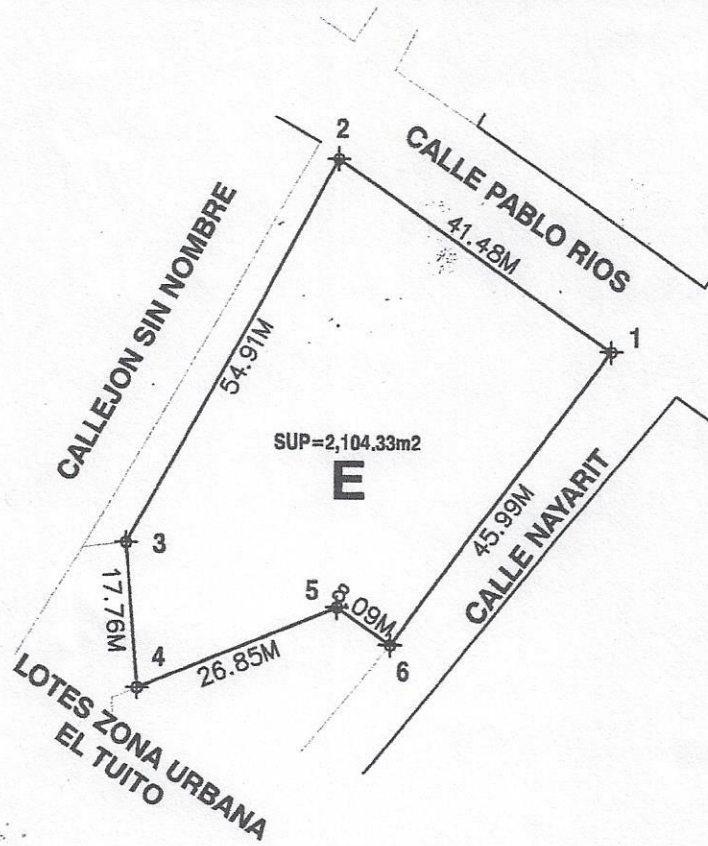 2
CALLE PABLO RIOS
41.48M
1
CALLEJON SIN NOMBRE
54.91M
SUP=2,104.33m2
E
45.99M
CALLE NAYARIT
3
17.76M
5
8.09M
6
4
26.85M
LOTES ZONA URBANA
EL TUITO